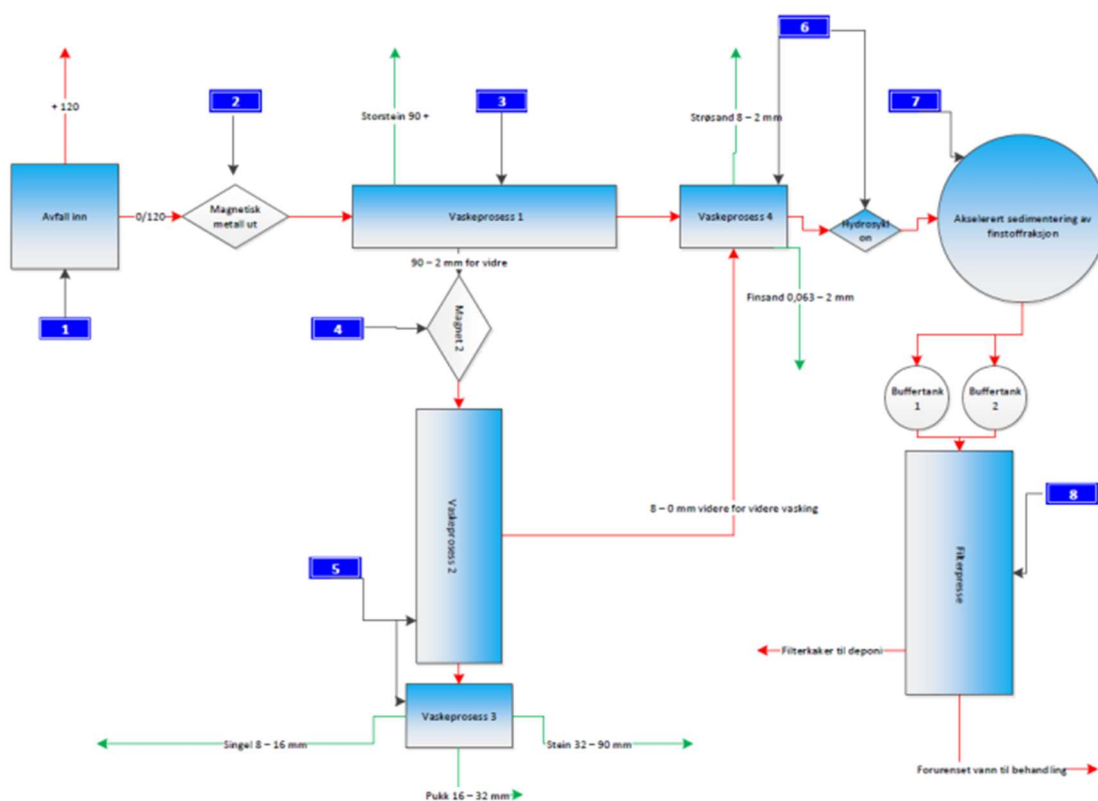 6
2
3
7
+ 120
Storstein 90 +
Strøsand 8 – 2 mm
Avfall inn
0/120
Magnetisk
metall ut
Vaskeprosess 1
Vaskeprosess 4
Hydrosykl
on
Akselerert sedimentering av
finstoffraksjon
90 – 2 mm for vidre
Finsand 0,063 – 2 mm
1
4
Magnet 2
Buffertank
1
Buffertank
2
8
Vaskeprosess 2
8 – 0 mm videre for videre vasking
Filterpresse
5
Filterkaker til deponi
Vaskeprosess 3
Singel 8 – 16 mm
Stein 32 – 90 mm
Pukk 16 – 32 mm
Forurenset vann til behandling